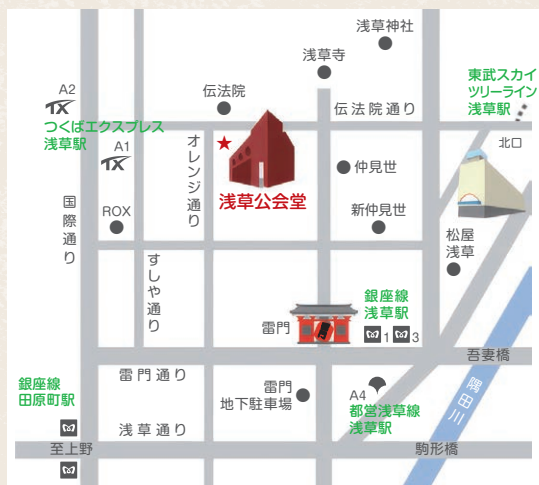 浅草神社
浅草寺
東武スカイ
ツリーライン
浅草駅
A2
TX
伝法院
伝法院通り
つくばエクスプレス
浅草駅
北口
A1
TX
オレンジ通り
仲見世
浅草公会堂
国際通り
ROX
新仲見世
松屋
浅草
すしや通り
銀座線
浅草駅
雷門
1
3
吾妻橋
雷門通り
銀座線
田原町駅
雷門
地下駐車場
A4
都営浅草線
浅草駅
隅田川
浅草通り
至上野
駒形橋